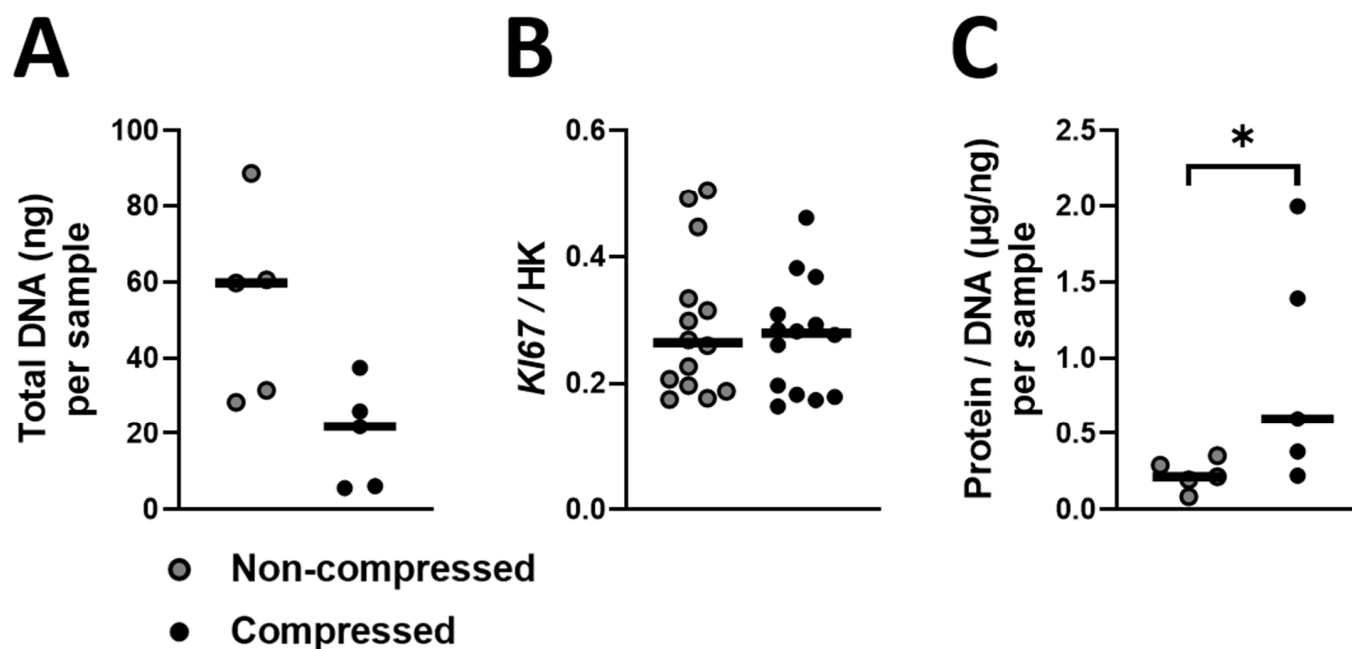 A
B
C
Total DNA (ng)
per sample
100
80
60
40
20
0
KI67 / HK
0.6
0.4
0.2
0.0
Protein / DNA (µg/ng)
per sample
2.5
2.0
1.5
1.0
0.5
0.0
*
Non-compressed
Compressed